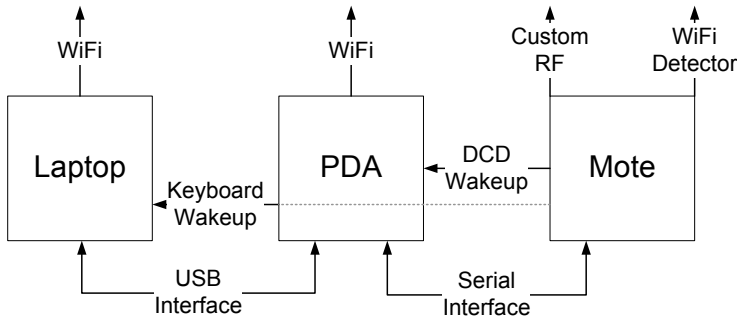 WiFi
WiFi
Custom
RF
WiFi
Detector
Laptop
PDA
Mote
DCD
Wakeup
Keyboard
Wakeup
USB
Interface
Serial
Interface